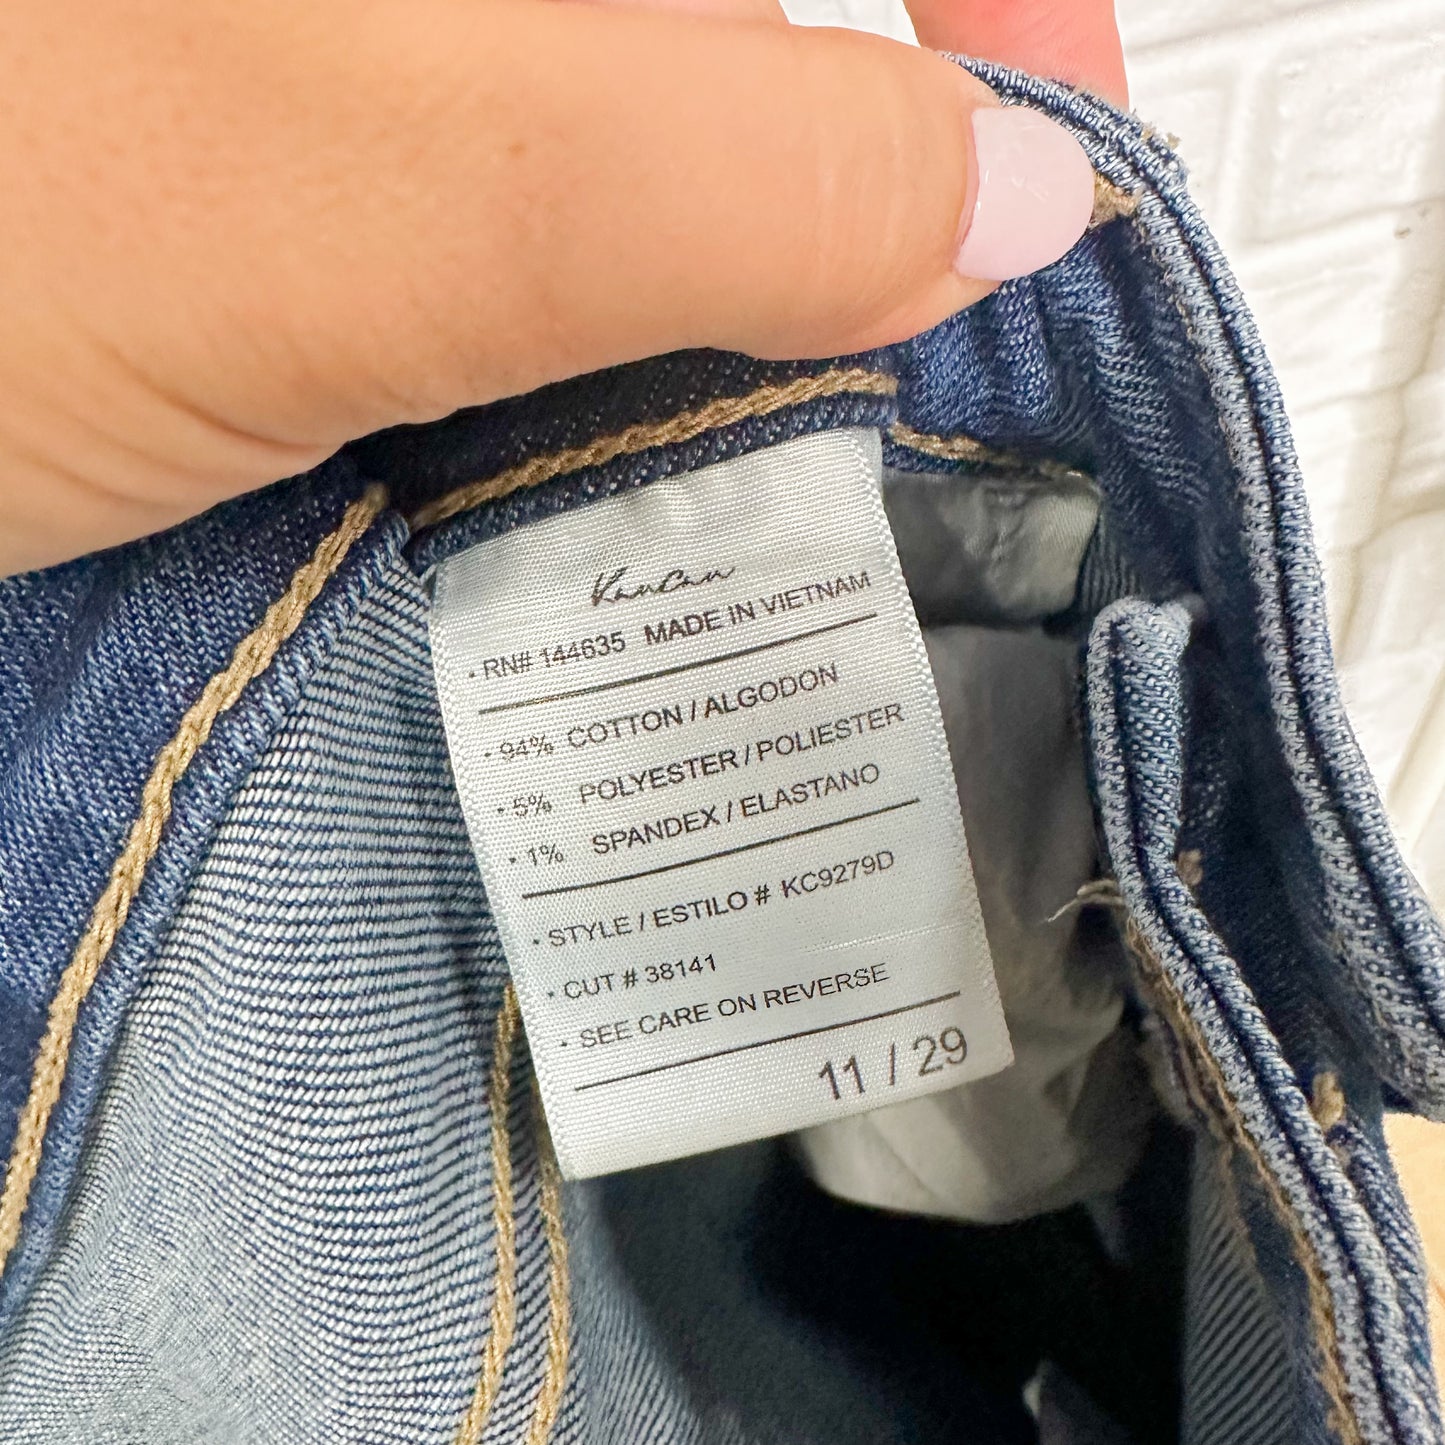 KanCan
· RN# 144635 MADE IN VIETNAM
· 94% COTTON / ALGODON
· 5% POLYESTER / POLIESTER
· 1% SPANDEX / ELASTANO
· STYLE / ESTILO # KC9279D
· CUT # 38141
· SEE CARE ON REVERSE
11 / 29